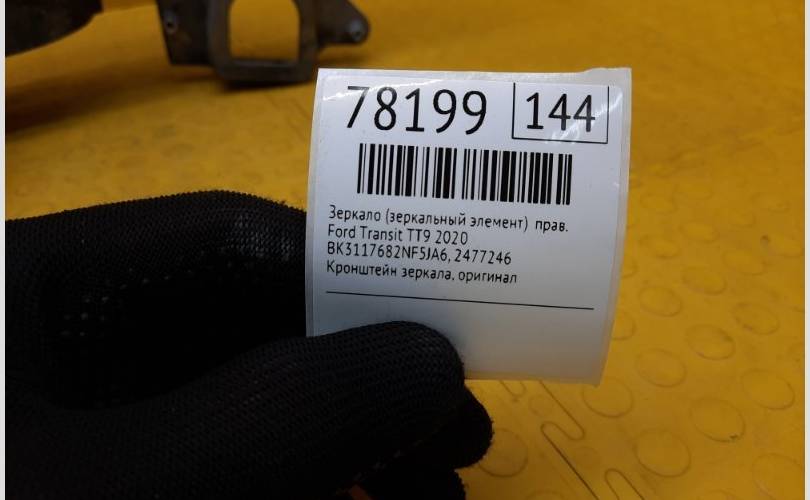 78199 144
Зеркало (зеркальный элемент) прав.
Ford Transit TT9 2020
BK3117682NF5JA6, 2477246
Кронштейн зеркала, оригинал